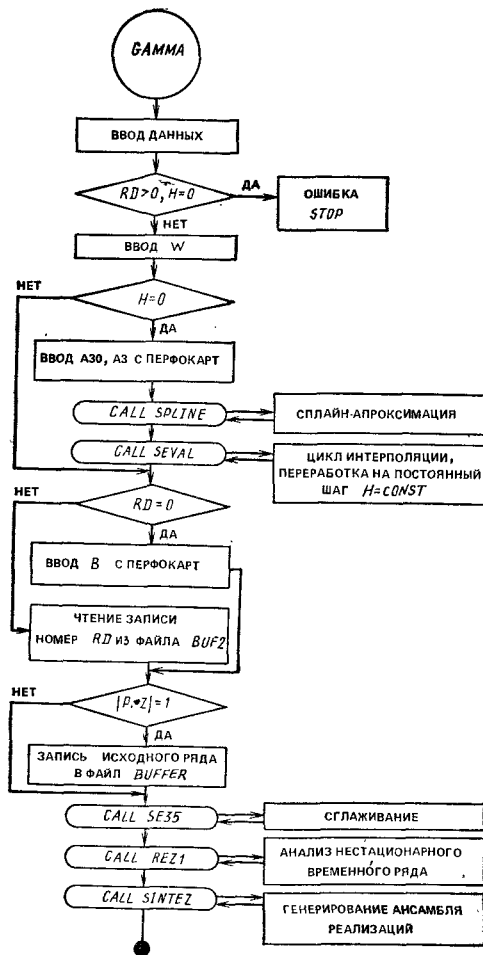 GAMMA
ВВОД ДАННЫХ
RD>0, H=0
ДА
ОШИБКА
STOP
НЕТ
ВВОД W
НЕТ
H=0
ДА
ВВОД А30, А3 С ПЕРФОКАРТ
CALL SPLINE
СПЛАЙН-АПРОКСИМАЦИЯ
CALL SEVAL
ЦИКЛ ИНТЕРПОЛЯЦИИ,
ПЕРЕРАБОТКА НА ПОСТОЯННЫЙ
ШАГ H=CONST
НЕТ
RD=0
ДА
ВВОД B С ПЕРФОКАРТ
ЧТЕНИЕ ЗАПИСИ
НОМЕР RD ИЗ ФАЙЛА BUF2
НЕТ
|P.*Z|=1
ДА
ЗАПИСЬ ИСХОДНОГО РЯДА
В ФАЙЛ BUFFER
CALL SE35
СГЛАЖИВАНИЕ
CALL REZ1
АНАЛИЗ НЕСТАЦИОНАРНОГО
ВРЕМЕННОГО РЯДА
CALL SINTEZ
ГЕНЕРИРОВАНИЕ АНСАМБЛЯ
РЕАЛИЗАЦИЙ